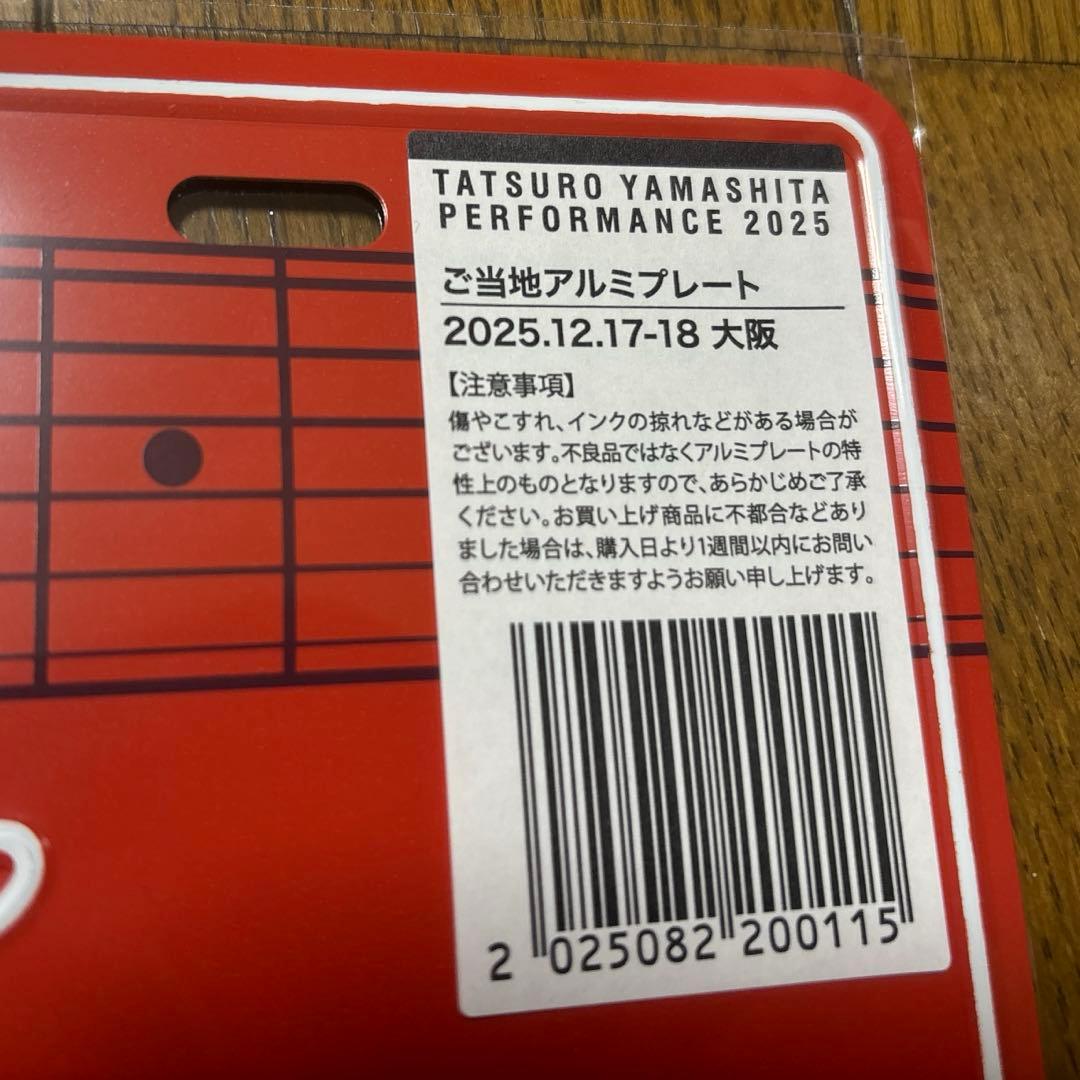 TATSURO YAMASHITA
PERFORMANCE 2025
ご当地アルミプレート
2025.12.17-18 大阪
【注意事項】
傷やこすれ、インクの掠れなどがある場合が
ございます。不良品ではなくアルミプレートの特
性上のものとなりますので、あらかじめご了承
ください。お買い上げ商品に不都合などあり
ました場合は、購入日より1週間以内にお問い
合わせいただきますようお願い申し上げます。
2 025082 200115